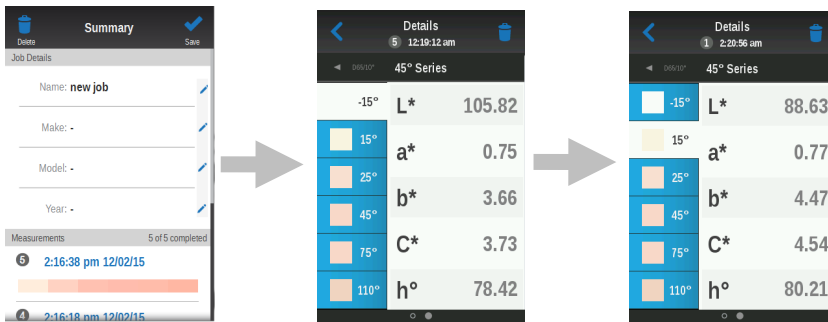 Summary
Delete
Save
Job Details
Name: new job
Make: -
Model: -
Year: -
Measurements 5 of 5 completed
5 2:16:38 pm 12/02/15
4 2:16:18 pm 12/02/15
Details
5 12:19:12 am
◄ D65/10° 45° Series
-15° L* 105.82
15° a* 0.75
25°
45° b* 3.66
75° C* 3.73
110° h° 78.42
Details
1 2:20:56 am
◄ D65/10° 45° Series
-15° L* 88.63
15° a* 0.77
25°
45° b* 4.47
75° C* 4.54
110° h° 80.21